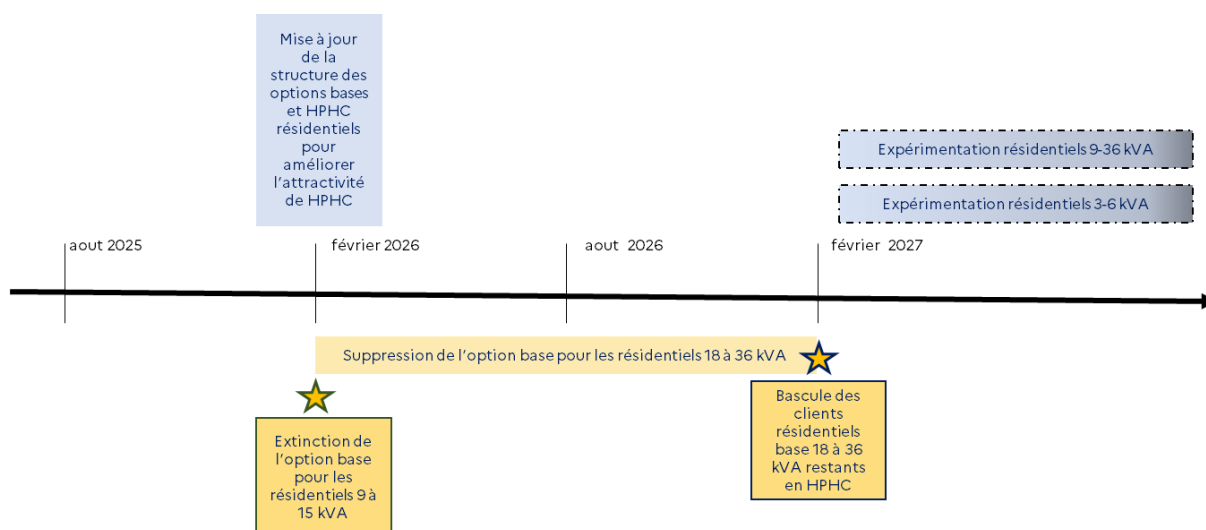 Mise à jour
de la
structure des
options bases
et HPHC
résidentiels
pour
améliorer
l'attractivité
de HPHC
Expérimentation résidentiels 9-36 kVA
Expérimentation résidentiels 3-6 kVA
aout 2025
février 2026
aout 2026
février 2027
Suppression de l'option base pour les résidentiels 18 à 36 kVA
Extinction de
l'option base
pour les
résidentiels 9 à
15 kVA
Bascule des
clients
résidentiels
base 18 à 36
kVA restants
en HPHC